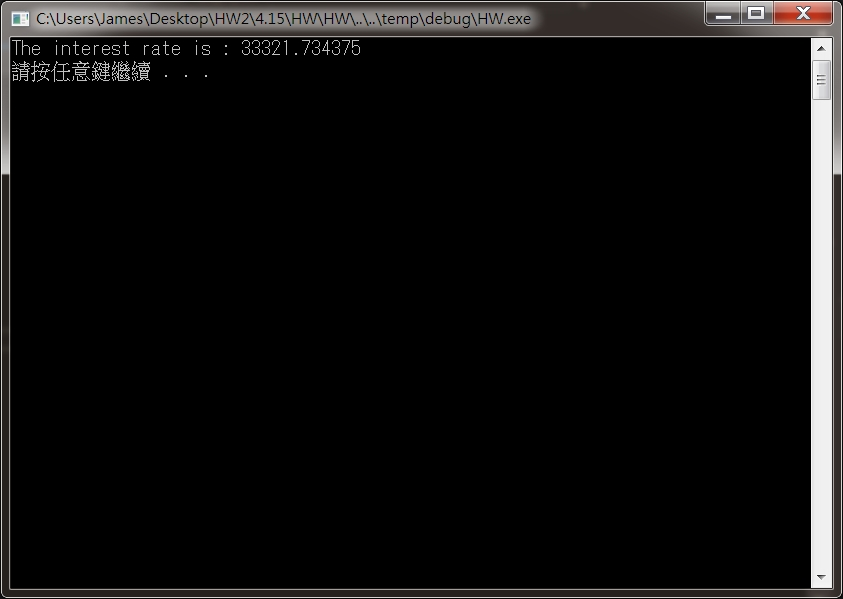 C:\Users\James\Desktop\HW2\4.15\HW\HW\..\..\temp\debug\HW.exe
The interest rate is : 33321.734375
請按任意鍵繼續 . . .